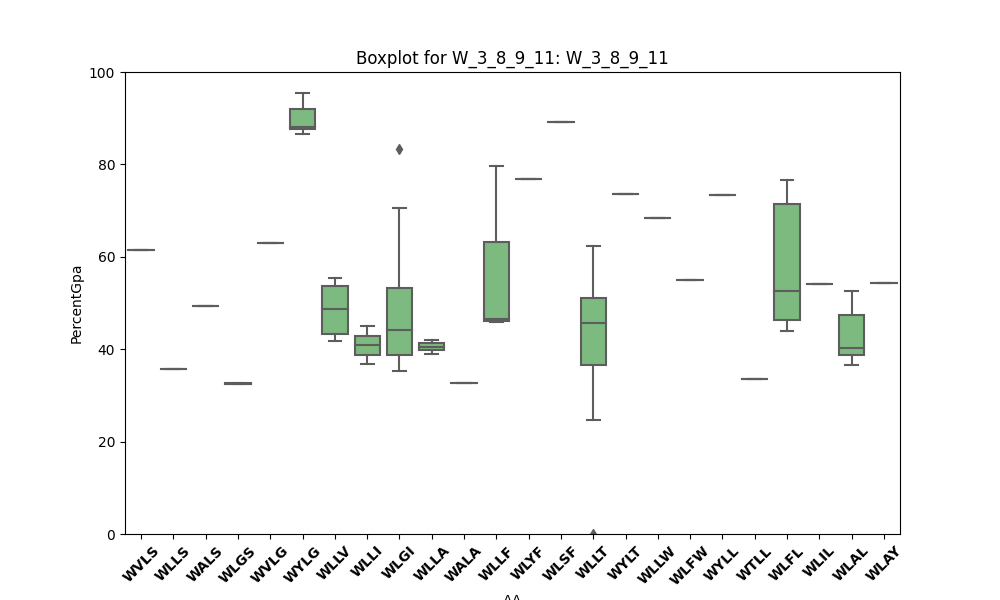 Boxplot for W_3_8_9_11: W_3_8_9_11
PercentGpa
100
80
60
40
20
0
WVLS WLLS WALS WLGS WVLG WYLG WLLV WLLI WLGI WLLA WALA WLLF WLYF WLSF WLLT WYLT WLLW WLFW WYLL WTLL WLFL WLIL WLAL WLAY
AA